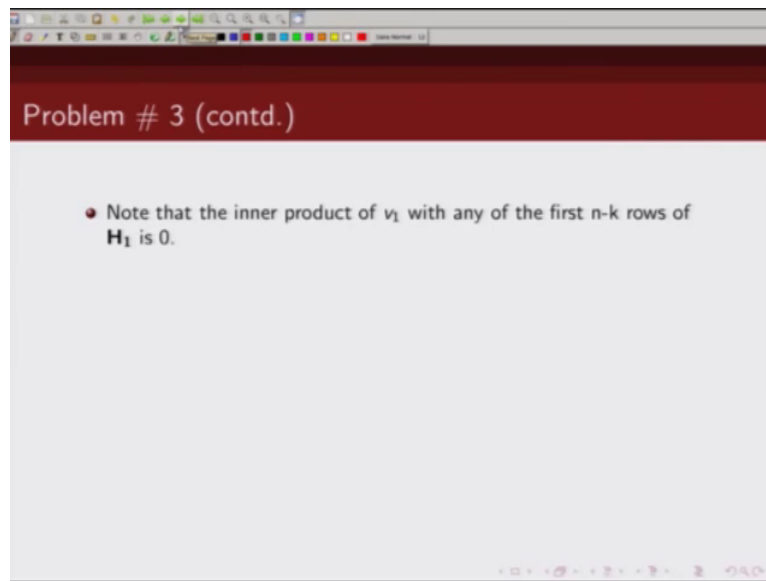 Problem # 3 (contd.)
Note that the inner product of v₁ with any of the first n-k rows of
H₁ is 0.